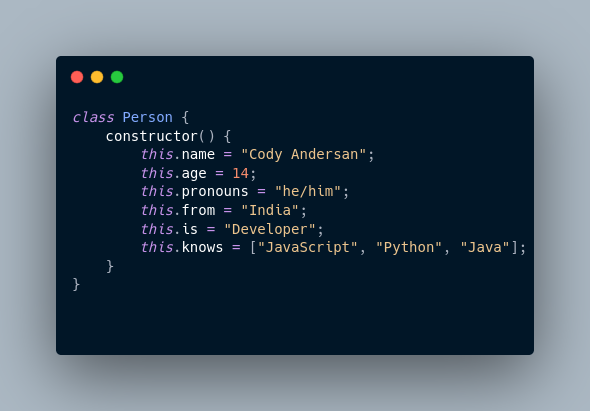 class Person {
    constructor() {
        this.name = "Cody Andersan";
        this.age = 14;
        this.pronouns = "he/him";
        this.from = "India";
        this.is = "Developer";
        this.knows = ["JavaScript", "Python", "Java"];
    }
}